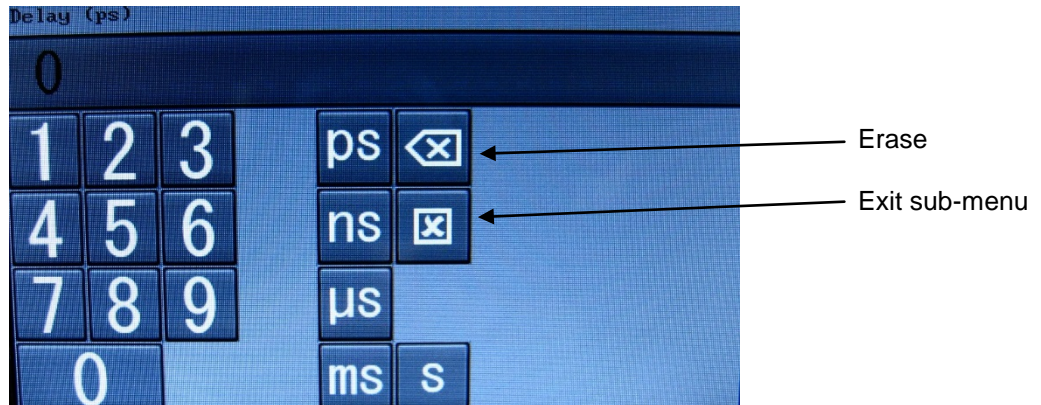 Delay (ps)
0
1 2 3 ps
Erase
4 5 6 ns
Exit sub-menu
7 8 9 µs
0 ms s